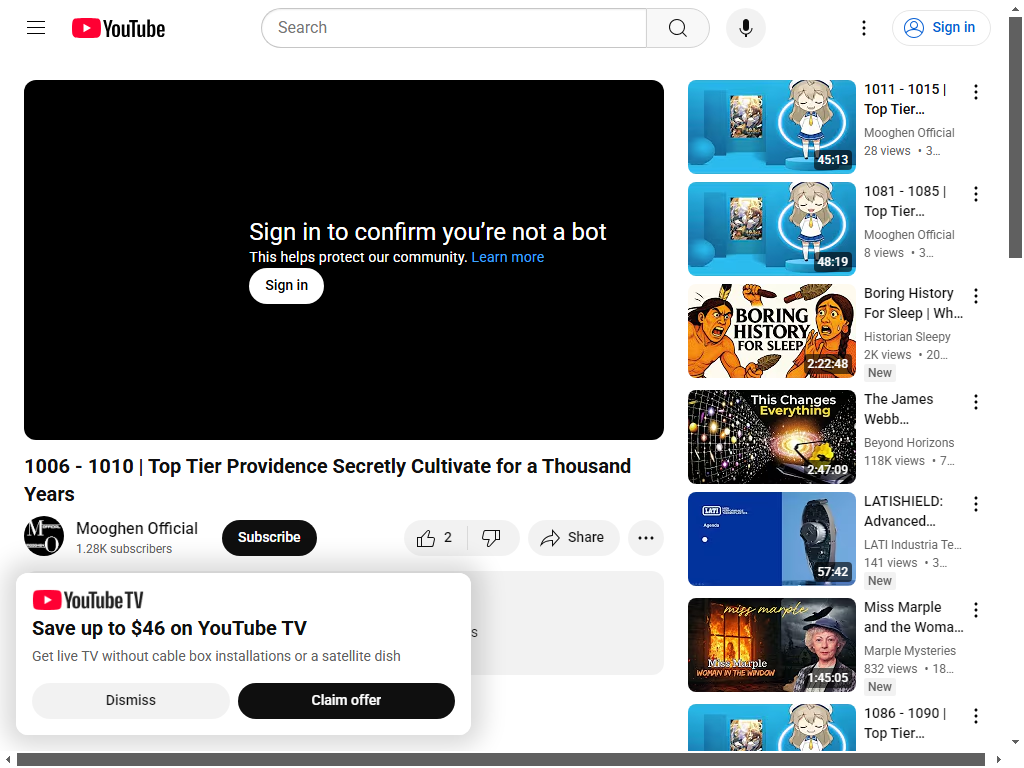 YouTube
Search
Sign in
Sign in to confirm you’re not a bot
This helps protect our community. Learn more
Sign in
1006 - 1010 | Top Tier Providence Secretly Cultivate for a Thousand
Years
Mooghen Official
1.28K subscribers
Subscribe
2
Share
s
YouTube TV
Save up to $46 on YouTube TV
Get live TV without cable box installations or a satellite dish
Dismiss
Claim offer
45:13
1011 - 1015 |
Top Tier…
Mooghen Official
28 views • 3…
48:19
1081 - 1085 |
Top Tier…
Mooghen Official
8 views • 3…
BORING
HISTORY
FOR SLEEP
2:22:48
Boring History
For Sleep | Wh…
Historian Sleepy
2K views • 20…
New
This Changes
Everything
2:47:09
The James
Webb…
Beyond Horizons
118K views • 7…
LATI
Agenda
57:42
LATISHIELD:
Advanced…
LATI Industria Te…
141 views • 3…
New
miss marple
Miss Marple
WOMAN IN THE WINDOW
1:45:05
Miss Marple
and the Woma…
Marple Mysteries
832 views • 18…
New
1086 - 1090 |
Top Tier…